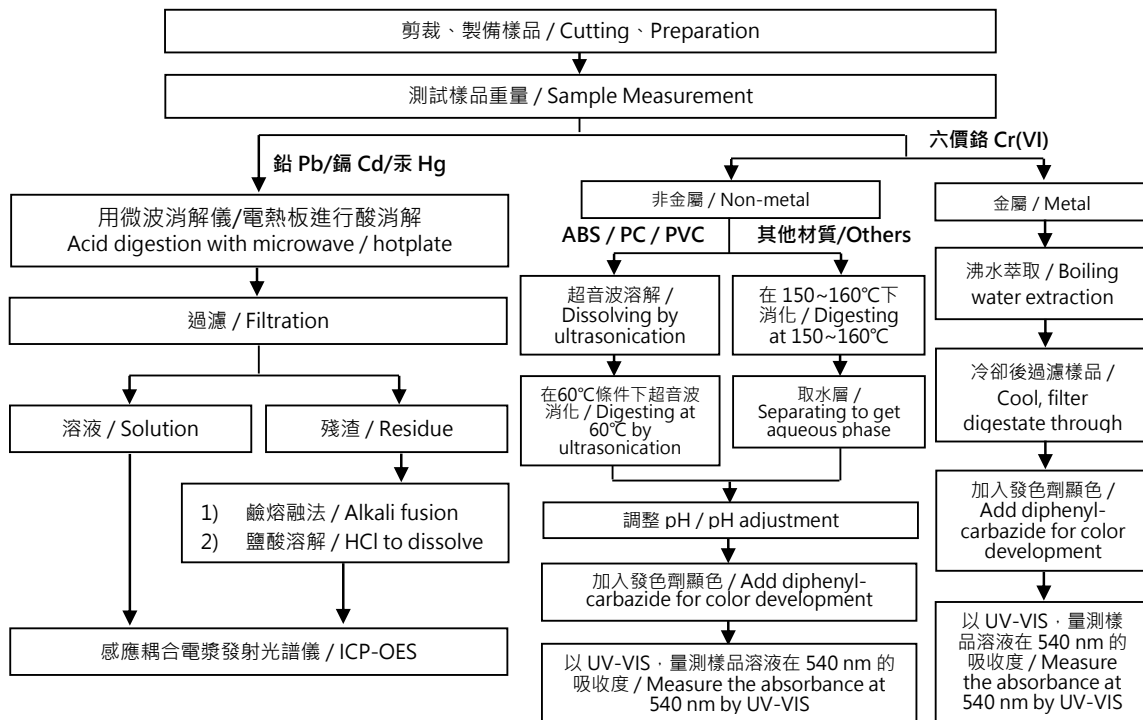 剪裁、製備樣品 / Cutting、Preparation
測試樣品重量 / Sample Measurement
鉛 Pb/鎘 Cd/汞 Hg
六價鉻 Cr(VI)
用微波消解儀/電熱板進行酸消解
Acid digestion with microwave / hotplate
過濾 / Filtration
溶液 / Solution
殘渣 / Residue
1) 鹼熔融法 / Alkali fusion
2) 鹽酸溶解 / HCl to dissolve
感應耦合電漿發射光譜儀 / ICP-OES
非金屬 / Non-metal
ABS / PC / PVC
其他材質/Others
超音波溶解 /
Dissolving by
ultrasonication
在60℃條件下超音波
消化 / Digesting at
60℃ by
ultrasonication
在 150~160℃下
消化 / Digesting
at 150~160℃
取水層 /
Separating to get
aqueous phase
調整 pH / pH adjustment
加入發色劑顯色 / Add diphenyl-
carbazide for color development
以 UV-VIS，量測樣品溶液在 540 nm 的
吸收度 / Measure the absorbance at
540 nm by UV-VIS
金屬 / Metal
沸水萃取 / Boiling
water extraction
冷卻後過濾樣品 /
Cool, filter
digestate through
加入發色劑顯色 /
Add diphenyl-
carbazide for color
development
以 UV-VIS，量測樣
品溶液在 540 nm 的
吸收度 / Measure
the absorbance at
540 nm by UV-VIS